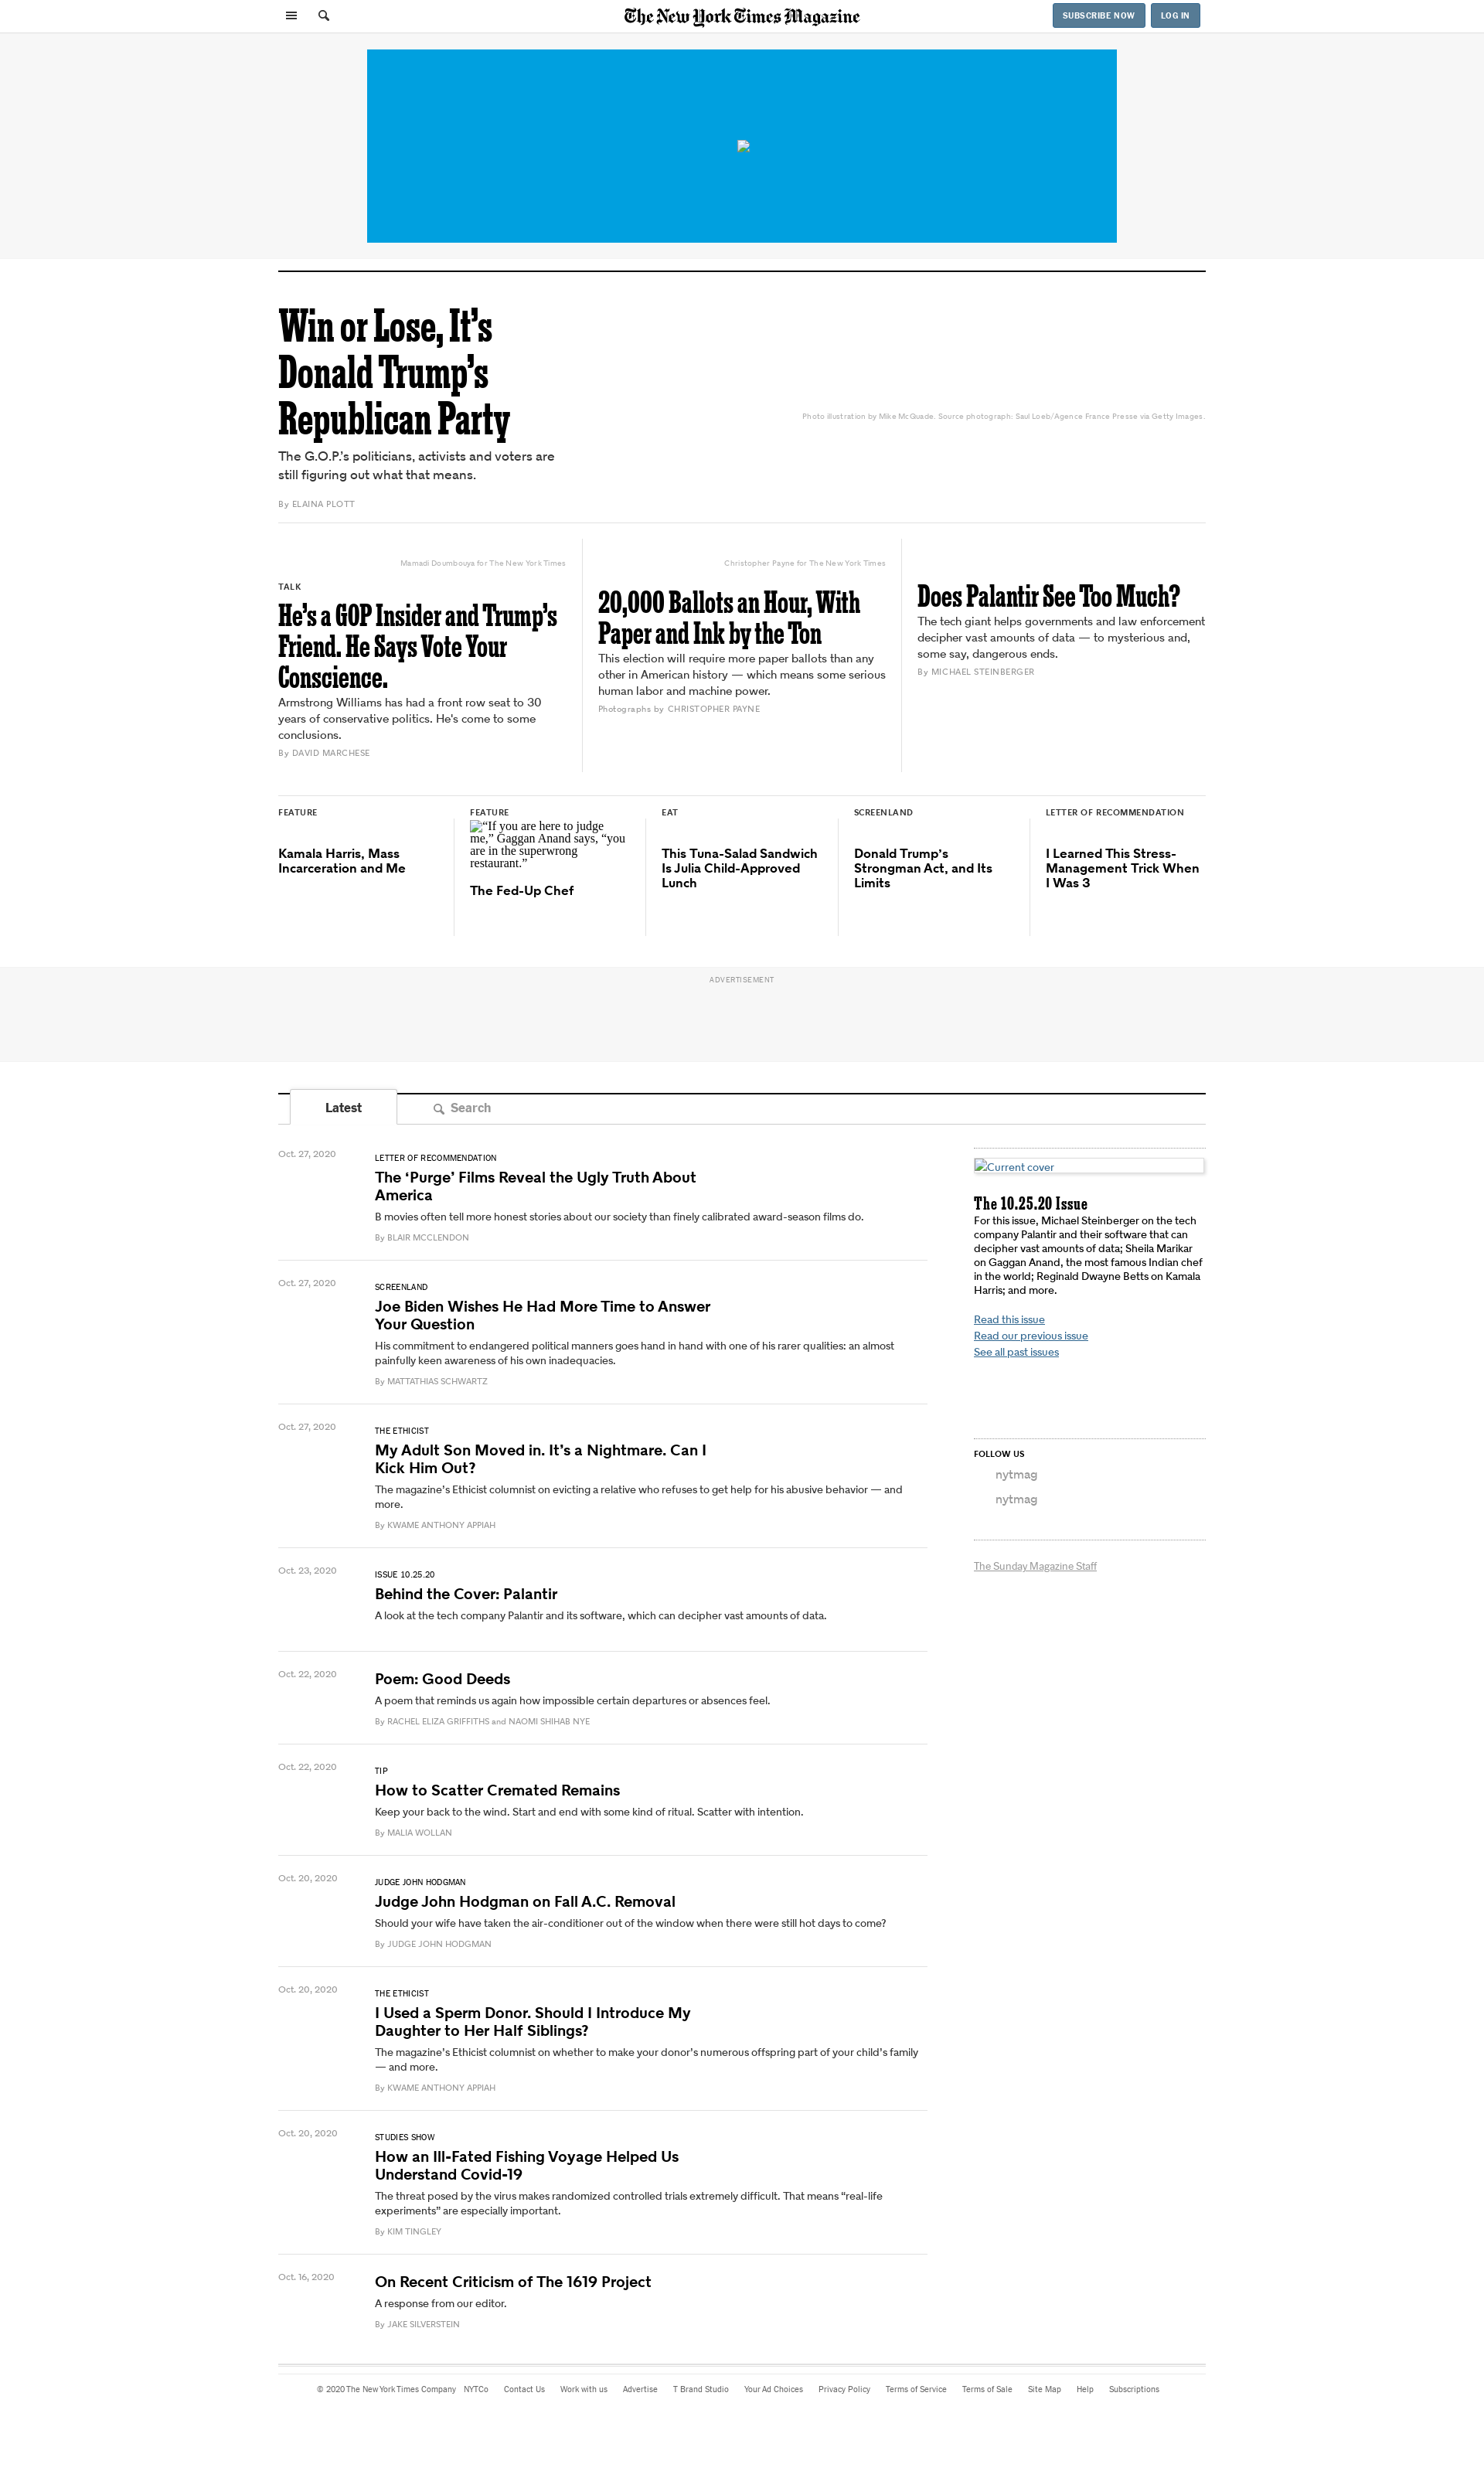 The New York Times Magazine
SUBSCRIBE NOW
LOG IN
Win or Lose, It’s
Donald Trump’s
Republican Party
The G.O.P.’s politicians, activists and voters are
still figuring out what that means.
By ELAINA PLOTT
Photo illustration by Mike McQuade. Source photograph: Saul Loeb/Agence France Presse via Getty Images.
Mamadi Doumbouya for The New York Times
TALK
He’s a GOP Insider and Trump’s
Friend. He Says Vote Your
Conscience.
Armstrong Williams has had a front row seat to 30
years of conservative politics. He’s come to some
conclusions.
By DAVID MARCHESE
Christopher Payne for The New York Times
20,000 Ballots an Hour, With
Paper and Ink by the Ton
This election will require more paper ballots than any
other in American history — which means some serious
human labor and machine power.
Photographs by CHRISTOPHER PAYNE
Does Palantir See Too Much?
The tech giant helps governments and law enforcement
decipher vast amounts of data — to mysterious and,
some say, dangerous ends.
By MICHAEL STEINBERGER
FEATURE
Kamala Harris, Mass
Incarceration and Me
FEATURE
“If you are here to judge
me,” Gaggan Anand says, “you
are in the superwrong
restaurant.”
The Fed-Up Chef
EAT
This Tuna-Salad Sandwich
Is Julia Child-Approved
Lunch
SCREENLAND
Donald Trump’s
Strongman Act, and Its
Limits
LETTER OF RECOMMENDATION
I Learned This Stress-
Management Trick When
I Was 3
ADVERTISEMENT
Latest
Search
Oct. 27, 2020
LETTER OF RECOMMENDATION
The ‘Purge’ Films Reveal the Ugly Truth About
America
B movies often tell more honest stories about our society than finely calibrated award-season films do.
By BLAIR MCCLENDON
Oct. 27, 2020
SCREENLAND
Joe Biden Wishes He Had More Time to Answer
Your Question
His commitment to endangered political manners goes hand in hand with one of his rarer qualities: an almost
painfully keen awareness of his own inadequacies.
By MATTATHIAS SCHWARTZ
Oct. 27, 2020
THE ETHICIST
My Adult Son Moved in. It’s a Nightmare. Can I
Kick Him Out?
The magazine’s Ethicist columnist on evicting a relative who refuses to get help for his abusive behavior — and
more.
By KWAME ANTHONY APPIAH
Oct. 23, 2020
ISSUE 10.25.20
Behind the Cover: Palantir
A look at the tech company Palantir and its software, which can decipher vast amounts of data.
Oct. 22, 2020
Poem: Good Deeds
A poem that reminds us again how impossible certain departures or absences feel.
By RACHEL ELIZA GRIFFITHS and NAOMI SHIHAB NYE
Oct. 22, 2020
TIP
How to Scatter Cremated Remains
Keep your back to the wind. Start and end with some kind of ritual. Scatter with intention.
By MALIA WOLLAN
Oct. 20, 2020
JUDGE JOHN HODGMAN
Judge John Hodgman on Fall A.C. Removal
Should your wife have taken the air-conditioner out of the window when there were still hot days to come?
By JUDGE JOHN HODGMAN
Oct. 20, 2020
THE ETHICIST
I Used a Sperm Donor. Should I Introduce My
Daughter to Her Half Siblings?
The magazine’s Ethicist columnist on whether to make your donor’s numerous offspring part of your child’s family
— and more.
By KWAME ANTHONY APPIAH
Oct. 20, 2020
STUDIES SHOW
How an Ill-Fated Fishing Voyage Helped Us
Understand Covid-19
The threat posed by the virus makes randomized controlled trials extremely difficult. That means “real-life
experiments” are especially important.
By KIM TINGLEY
Oct. 16, 2020
On Recent Criticism of The 1619 Project
A response from our editor.
By JAKE SILVERSTEIN
Current cover
The 10.25.20 Issue
For this issue, Michael Steinberger on the tech
company Palantir and their software that can
decipher vast amounts of data; Sheila Marikar
on Gaggan Anand, the most famous Indian chef
in the world; Reginald Dwayne Betts on Kamala
Harris; and more.
Read this issue
Read our previous issue
See all past issues
FOLLOW US
nytmag
nytmag
The Sunday Magazine Staff
© 2020 The New York Times Company NYTCo Contact Us Work with us Advertise T Brand Studio Your Ad Choices Privacy Policy Terms of Service Terms of Sale Site Map Help Subscriptions